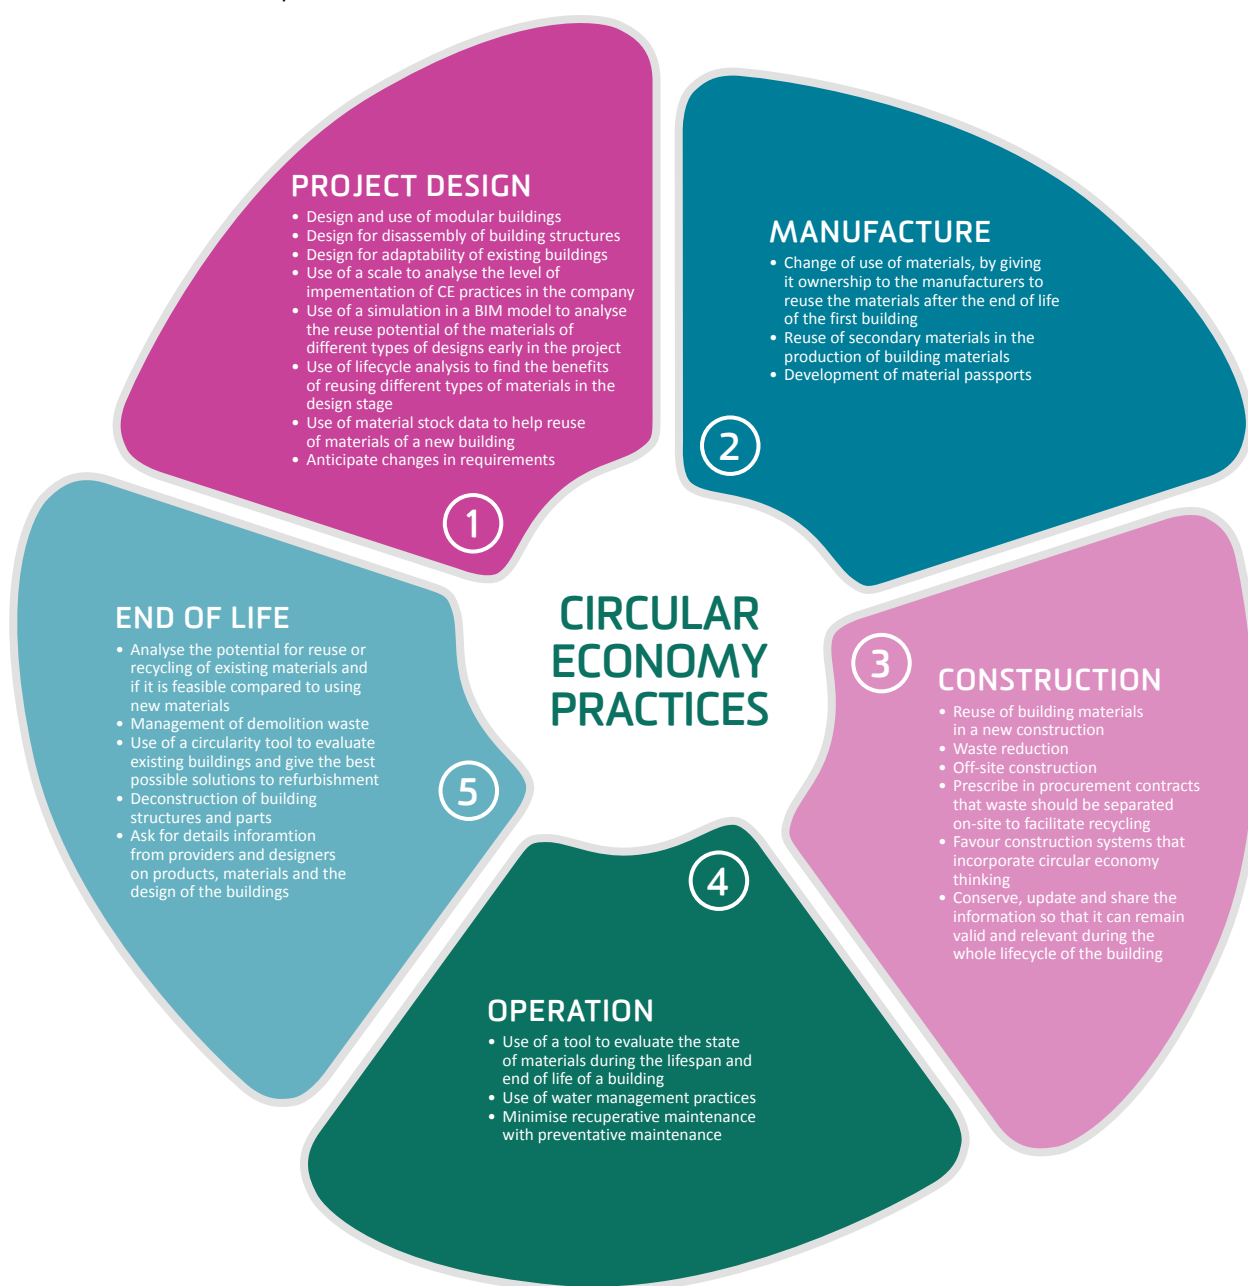 PROJECT DESIGN
• Design and use of modular buildings
• Design for disassembly of building structures
• Design for adaptability of existing buildings
• Use of a scale to analyse the level of
impementation of CE practices in the company
• Use of a simulation in a BIM model to analyse
the reuse potential of the materials of
different types of designs early in the project
• Use of lifecycle analysis to find the benefits
of reusing different types of materials in the
design stage
• Use of material stock data to help reuse
of materials of a new building
• Anticipate changes in requirements
1
MANUFACTURE
• Change of use of materials, by giving
it ownership to the manufacturers to
reuse the materials after the end of life
of the first building
• Reuse of secondary materials in the
production of building materials
• Development of material passports
2
CIRCULAR
ECONOMY
PRACTICES
3
CONSTRUCTION
• Reuse of building materials
in a new construction
• Waste reduction
• Off-site construction
• Prescribe in procurement contracts
that waste should be separated
on-site to facilitate recycling
• Favour construction systems that
incorporate circular economy
thinking
• Conserve, update and share the
information so that it can remain
valid and relevant during the
whole lifecycle of the building
4
OPERATION
• Use of a tool to evaluate the state
of materials during the lifespan and
end of life of a building
• Use of water management practices
• Minimise recuperative maintenance
with preventative maintenance
END OF LIFE
• Analyse the potential for reuse or
recycling of existing materials and
if it is feasible compared to using
new materials
• Management of demolition waste
• Use of a circularity tool to evaluate
existing buildings and give the best
possible solutions to refurbishment
• Deconstruction of building
structures and parts
• Ask for details inforamtion
from providers and designers
on products, materials and the
design of the buildings
5